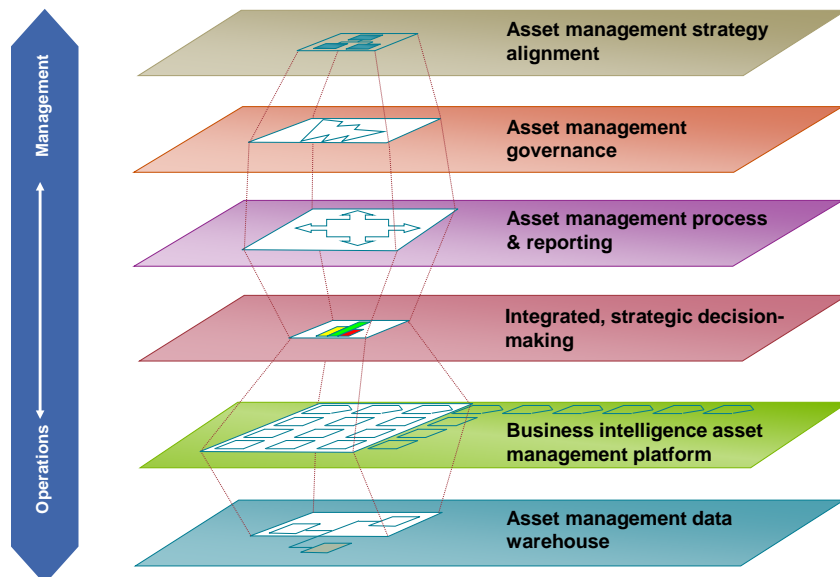 Management
Operations
Asset management strategy
alignment
Asset management
governance
Asset management process
& reporting
Integrated, strategic decision-
making
Business intelligence asset
management platform
Asset management data
warehouse